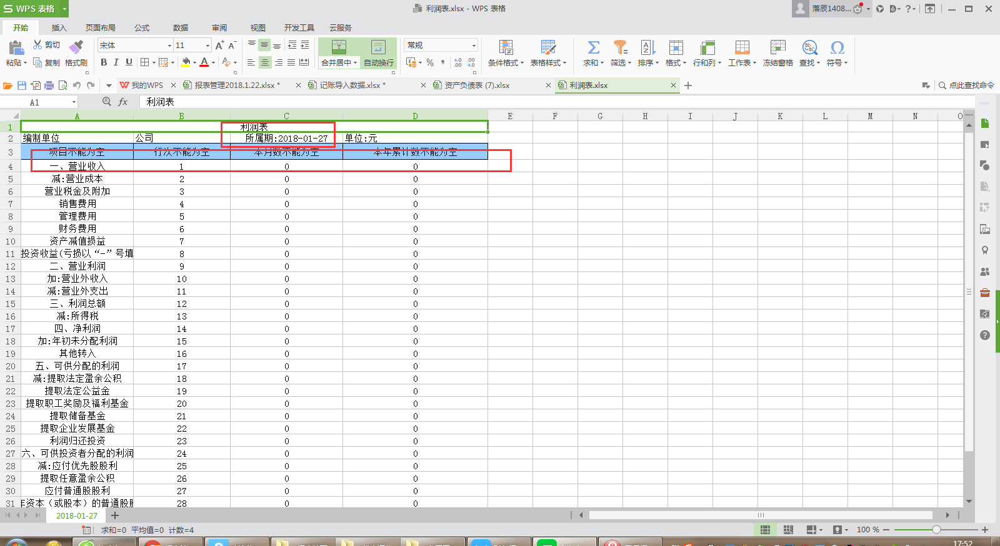 WPS 表格
利润表.xlsx - WPS 表格
落辰1408...
开始 插入 页面布局 公式 数据 审阅 视图 开发工具 云服务
粘贴 剪切 复制 格式刷
宋体 11
B I U
合并居中 自动换行
常规
条件格式 表格样式 求和 筛选 排序 格式 行和列 工作表 冻结窗格 查找 符号
我的WPS 报表管理2018.1.22.xlsx * 记账导入数据.xlsx * 资产负债表 (7).xlsx 利润表.xlsx 点此查找命令
A1 fx 利润表
A B C D E F G H I J K L M N O
1 利润表
2 编制单位 公司 所属期:2018-01-27 单位:元
3 项目不能为空 行次不能为空 本月数不能为空 本年累计数不能为空
4 一、营业收入 1 0 0
5 减:营业成本 2 0 0
6 营业税金及附加 3 0 0
7 销售费用 4 0 0
8 管理费用 5 0 0
9 财务费用 6 0 0
10 资产减值损益 7 0 0
11 投资收益(亏损以“-”号填 8 0 0
12 二、营业利润 9 0 0
13 加:营业外收入 10 0 0
14 减:营业外支出 11 0 0
15 三、利润总额 12 0 0
16 减:所得税 13 0 0
17 四、净利润 14 0 0
18 加:年初未分配利润 15 0 0
19 其他转入 16 0 0
20 五、可供分配的利润 17 0 0
21 减:提取法定盈余公积 18 0 0
22 提取法定公益金 19 0 0
23 提取职工奖励及福利基金 20 0 0
24 提取储备基金 21 0 0
25 提取企业发展基金 22 0 0
26 利润归还投资 23 0 0
27 六、可供投资者分配的利润 24 0 0
28 减:应付优先股股利 25 0 0
29 提取任意盈余公积 26 0 0
30 应付普通股股利 27 0 0
31 资本（或股本）的普通股 28 0 0
2018-01-27
求和=0 平均值=0 计数=4
100 %
17:52